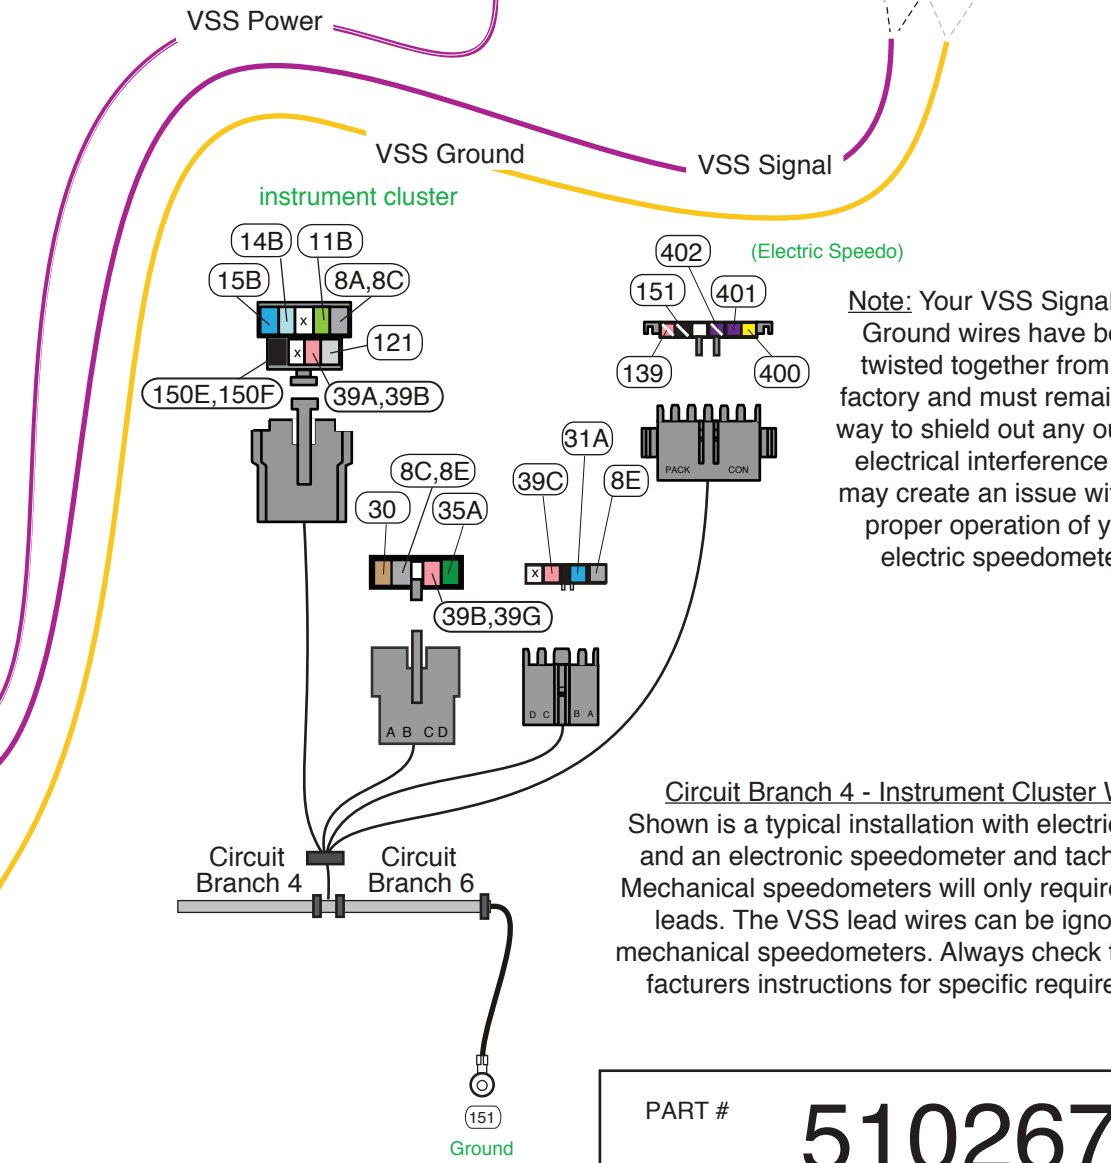 VSS Power
VSS Ground
VSS Signal
instrument cluster
14B
11B
15B
8A,8C
x
x
121
150E,150F
39A,39B
402
(Electric Speedo)
151
401
139
400
PACK
CON
Note: Your VSS Signal
Ground wires have be
twisted together from
factory and must remai
way to shield out any ou
electrical interference
may create an issue wit
proper operation of y
electric speedomete
31A
8C,8E
39C
8E
30
35A
x
39B,39G
A B C D
D C B A
Circuit Branch 4 - Instrument Cluster W
Shown is a typical installation with electric
and an electronic speedometer and tach
Mechanical speedometers will only require
leads. The VSS lead wires can be igno
mechanical speedometers. Always check t
facturers instructions for specific require
Circuit
Branch 4
Circuit
Branch 6
151
Ground
PART #
510267